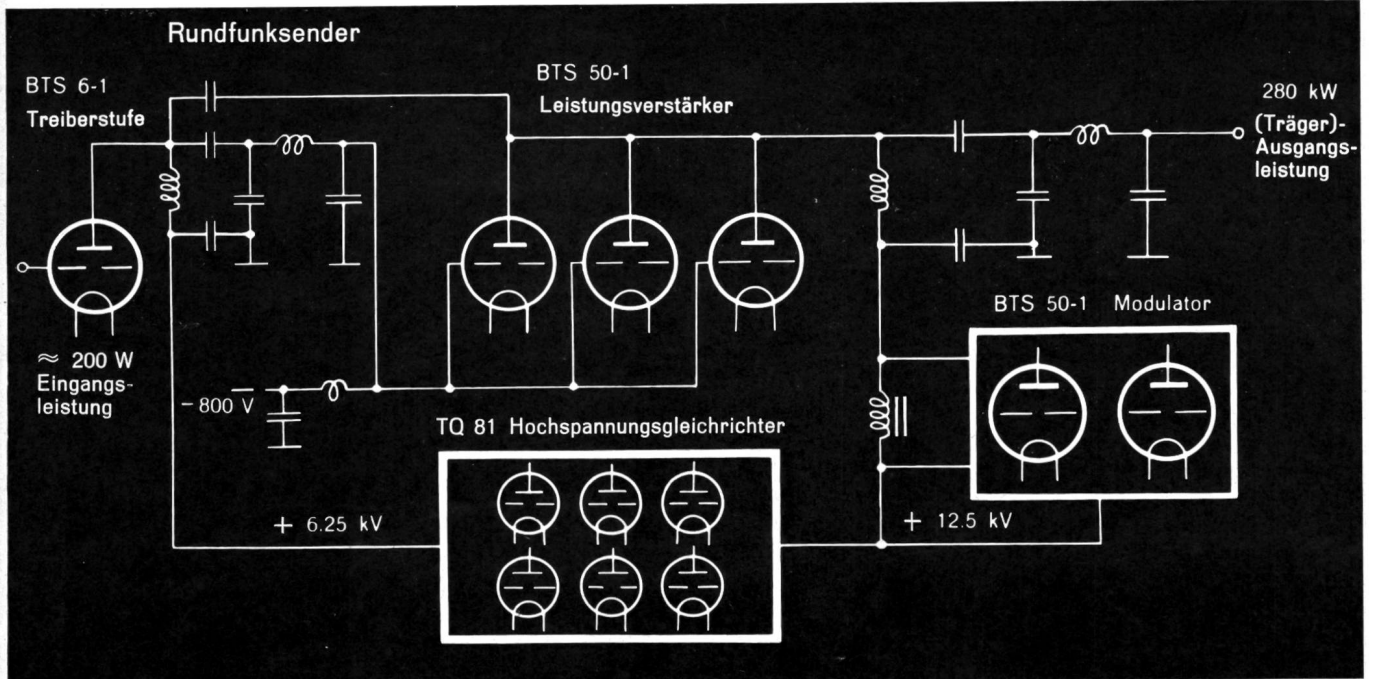 Rundfunksender
BTS 6-1
Treiberstufe
BTS 50-1
Leistungsverstärker
280 kW
(Träger)-
Ausgangs-
leistung
≈ 200 W
Eingangs-
leistung
- 800 V
BTS 50-1 Modulator
TQ 81 Hochspannungsgleichrichter
+ 6.25 kV
+ 12.5 kV